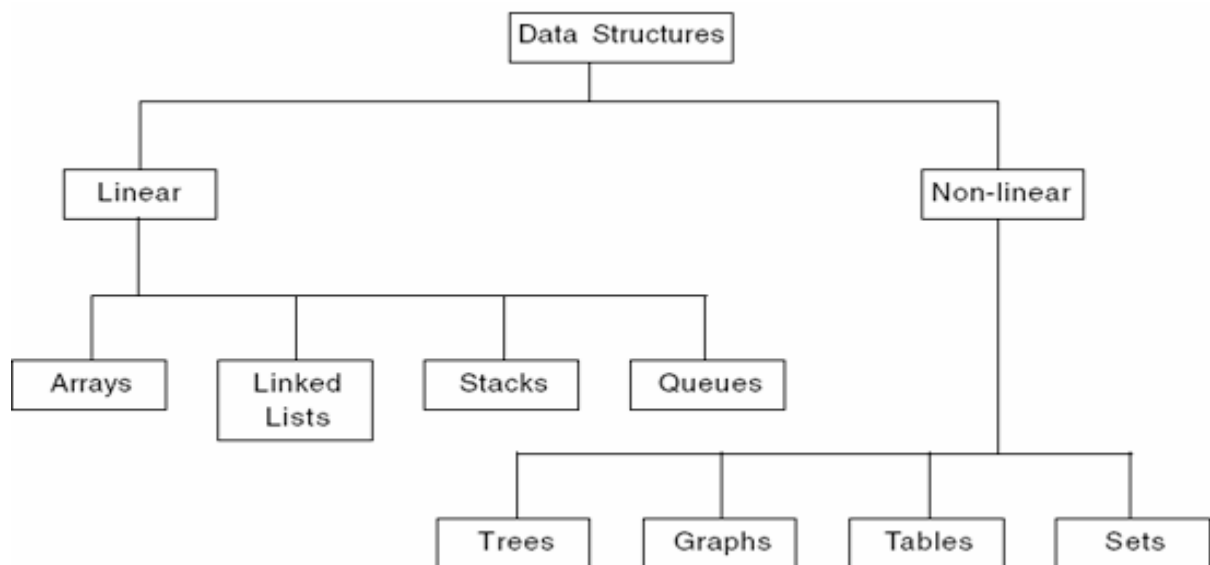 Data Structures
Linear
Non-linear
Arrays
Linked
Lists
Stacks
Queues
Trees
Graphs
Tables
Sets